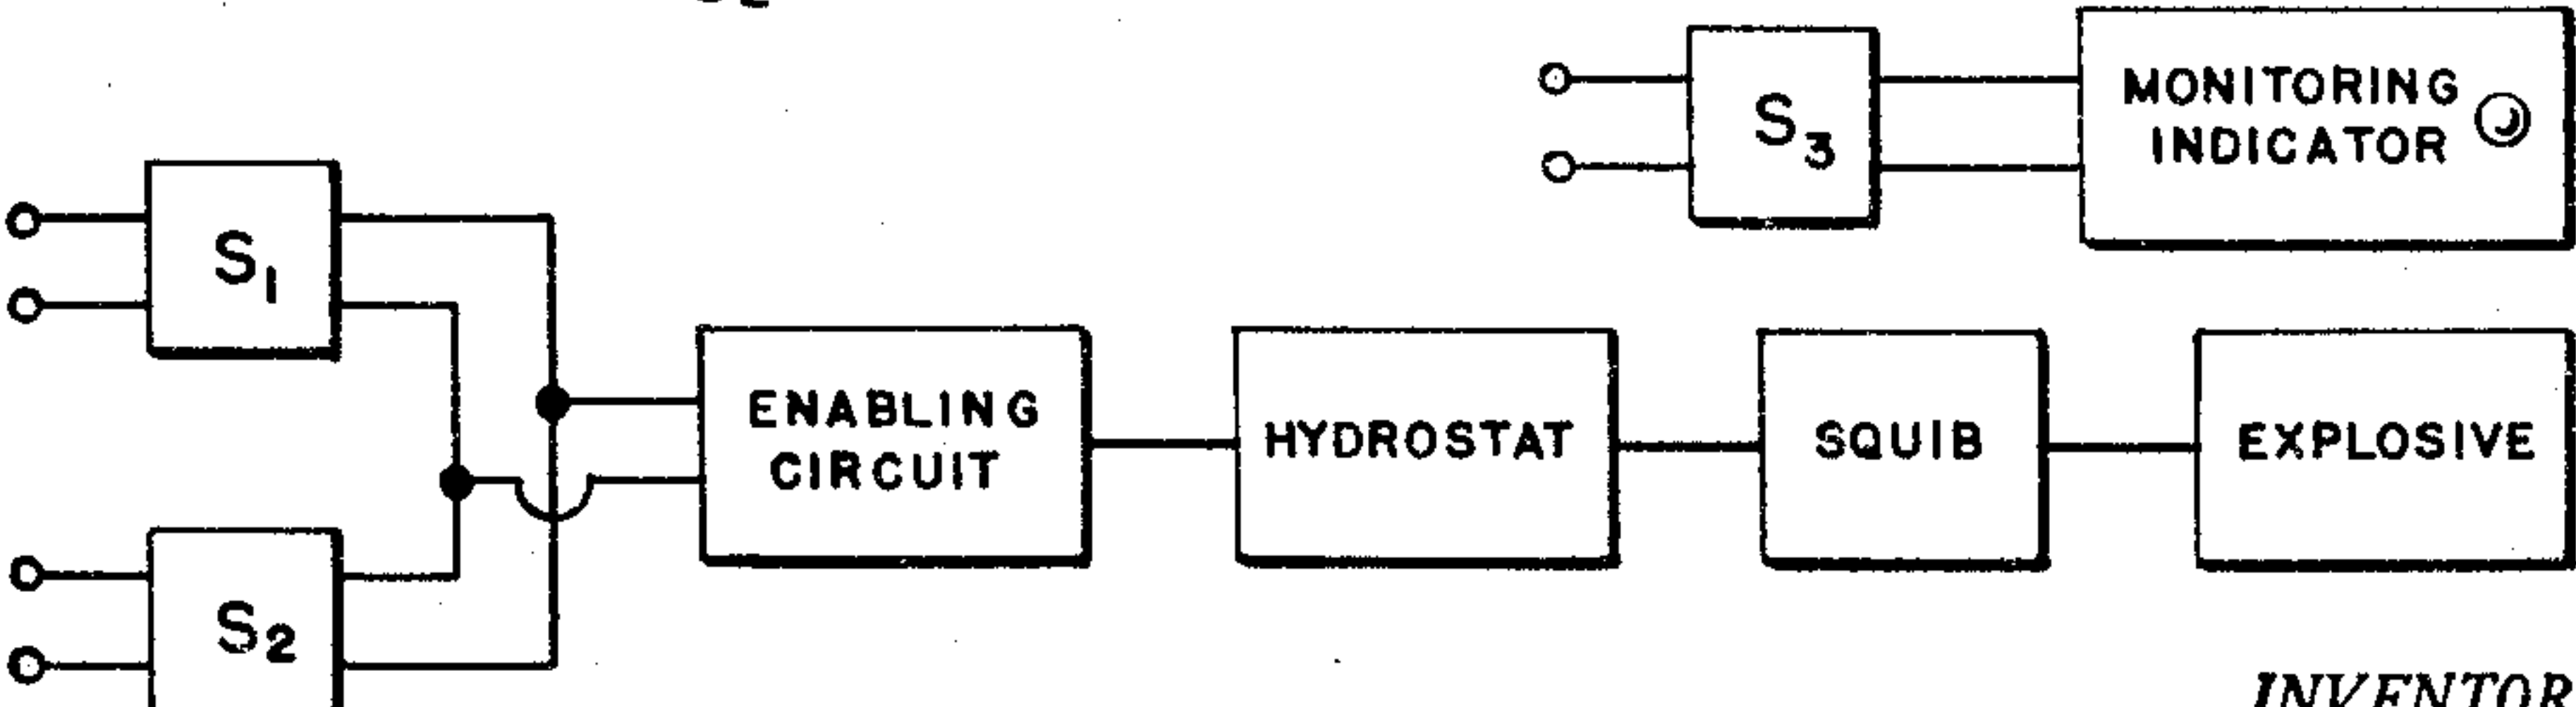 S3
MONITORING
INDICATOR
S1
ENABLING
CIRCUIT
HYDROSTAT
SQUIB
EXPLOSIVE
S2
INVENTOR